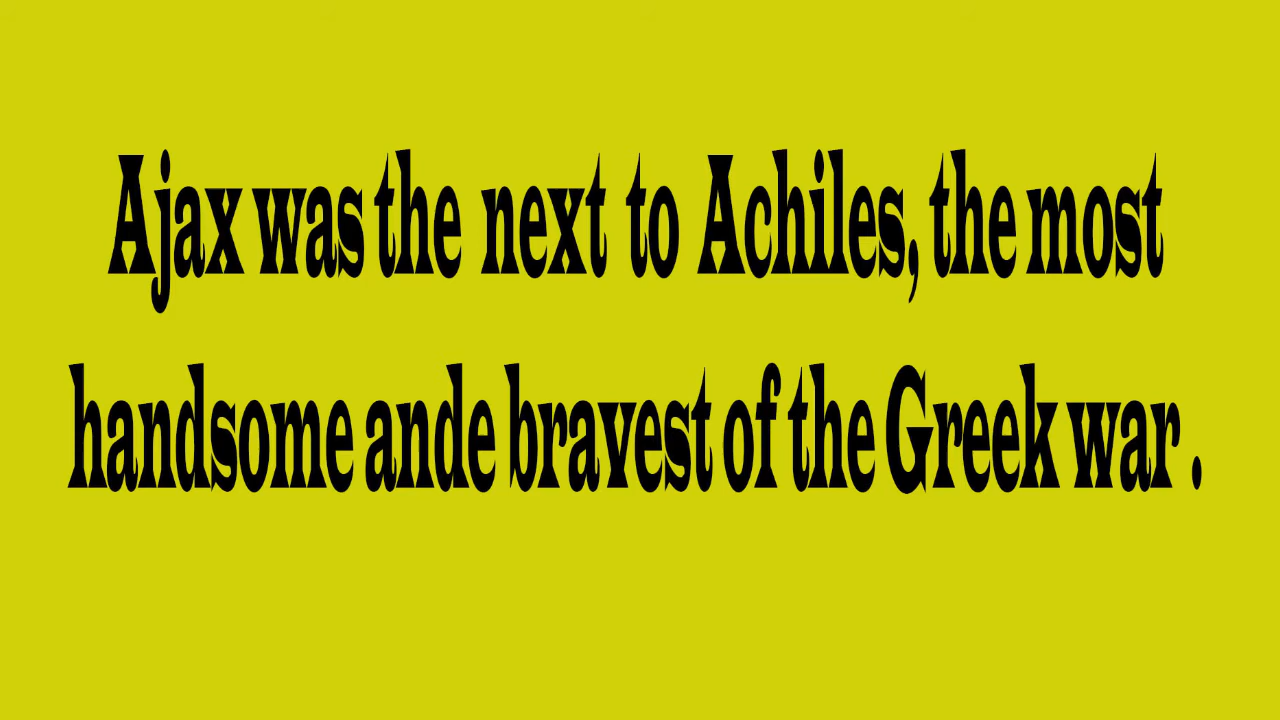 Ajax was the next to Achiles, the most
handsome ande bravest of the Greek war .